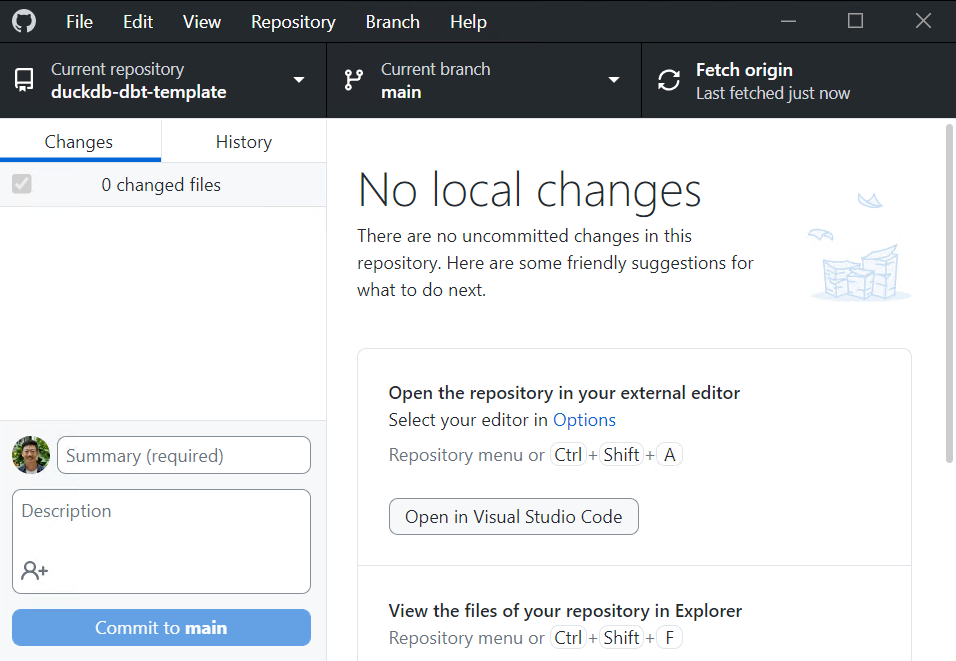 File Edit View Repository Branch Help
Current repository
duckdb-dbt-template
Current branch
main
Fetch origin
Last fetched just now
Changes
History
0 changed files
Summary (required)
Description
Commit to main
No local changes
There are no uncommitted changes in this
repository. Here are some friendly suggestions for
what to do next.
Open the repository in your external editor
Select your editor in Options
Repository menu or Ctrl + Shift + A
Open in Visual Studio Code
View the files of your repository in Explorer
Repository menu or Ctrl + Shift + F